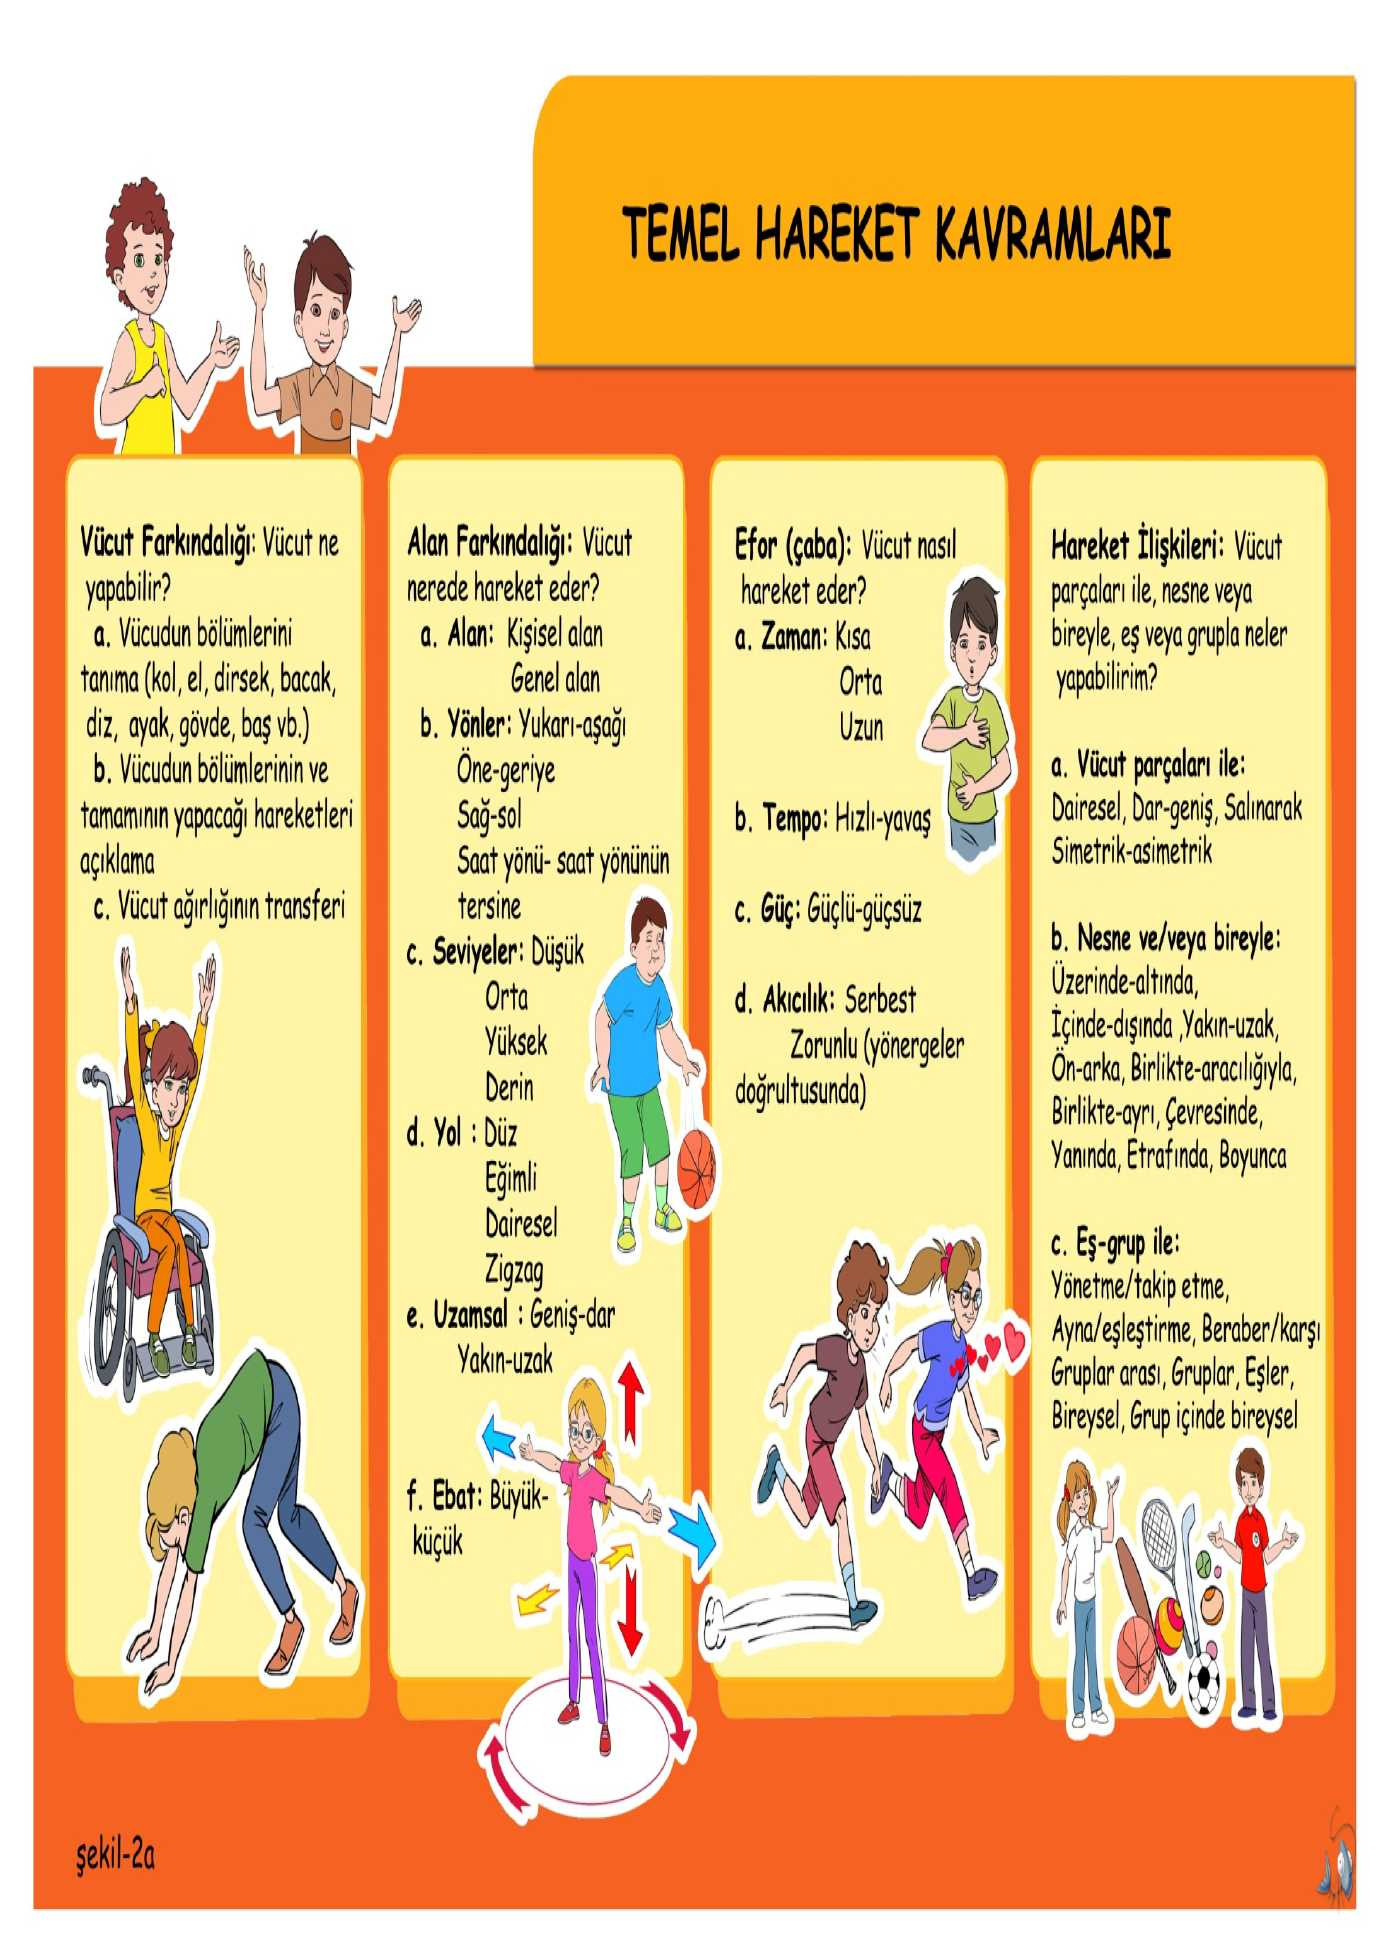 TEMEL HAREKET KAVRAMLARI
Vücut Farkındalığı: Vücut ne
yapabilir?
a. Vücudun bölümlerini
tanıma (kol, el, dirsek, bacak,
diz, ayak, gövde, baş vb.)
b. Vücudun bölümlerinin ve
tamamının yapacağı hareketleri
açıklama
c. Vücut ağırlığının transferi
Alan Farkındalığı: Vücut
nerede hareket eder?
a. Alan: Kişisel alan
Genel alan
b. Yönler: Yukarı-aşağı
Öne-geriye
Sağ-sol
Saat yönü- saat yönünün
tersine
c. Seviyeler: Düşük
Orta
Yüksek
Derin
d. Yol : Düz
Eğimli
Dairesel
Zigzag
e. Uzamsal : Geniş-dar
Yakın-uzak
f. Ebat: Büyük-
küçük
Efor (çaba): Vücut nasıl
hareket eder?
a. Zaman: Kısa
Orta
Uzun
b. Tempo: Hızlı-yavaş
c. Güç: Güçlü-güçsüz
d. Akıcılık: Serbest
Zorunlu (yönergeler
doğrultusunda)
Hareket İlişkileri: Vücut
parçaları ile, nesne veya
bireyle, eş veya grupla neler
yapabilirim?
a. Vücut parçaları ile:
Dairesel, Dar-geniş, Salınarak
Simetrik-asimetrik
b. Nesne ve/veya bireyle:
Üzerinde-altında,
İçinde-dışında ,Yakın-uzak,
Ön-arka, Birlikte-aracılığıyla,
Birlikte-ayrı, Çevresinde,
Yanında, Etrafında, Boyunca
c. Eş-grup ile:
Yönetme/takip etme,
Ayna/eşleştirme, Beraber/karşı
Gruplar arası, Gruplar, Eşler,
Bireysel, Grup içinde bireysel
şekil-2a